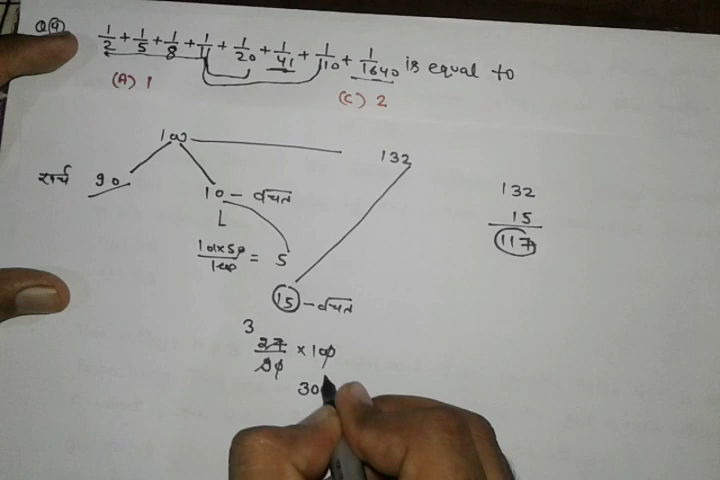 Q(9) 1/2 + 1/5 + 1/8 + 1/11 + 1/20 + 1/41 + 1/110 + 1/1640 is equal to
(A) 1 (C) 2
100 132
खर्च 90
10 – बचत
10x50/100 = 5
15 – बचत
132
15
117
3
27/90 x 100
30